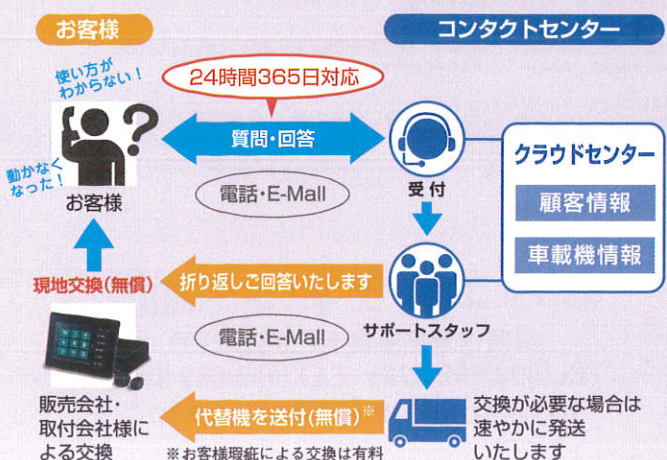 お客様
コンタクトセンター
使い方が
わからない！
24時間365日対応
質問・回答
クラウドセンター
動かなく
なった！
電話・E-Mall
受付
顧客情報
お客様
車載機情報
現地交換(無償)
折り返しご回答いたします
電話・E-Mall
サポートスタッフ
販売会社・
取付会社様に
よる交換
代替機を送付(無償)※
※お客様瑕疵による交換は有料
交換が必要な場合は
速やかに発送
いたします